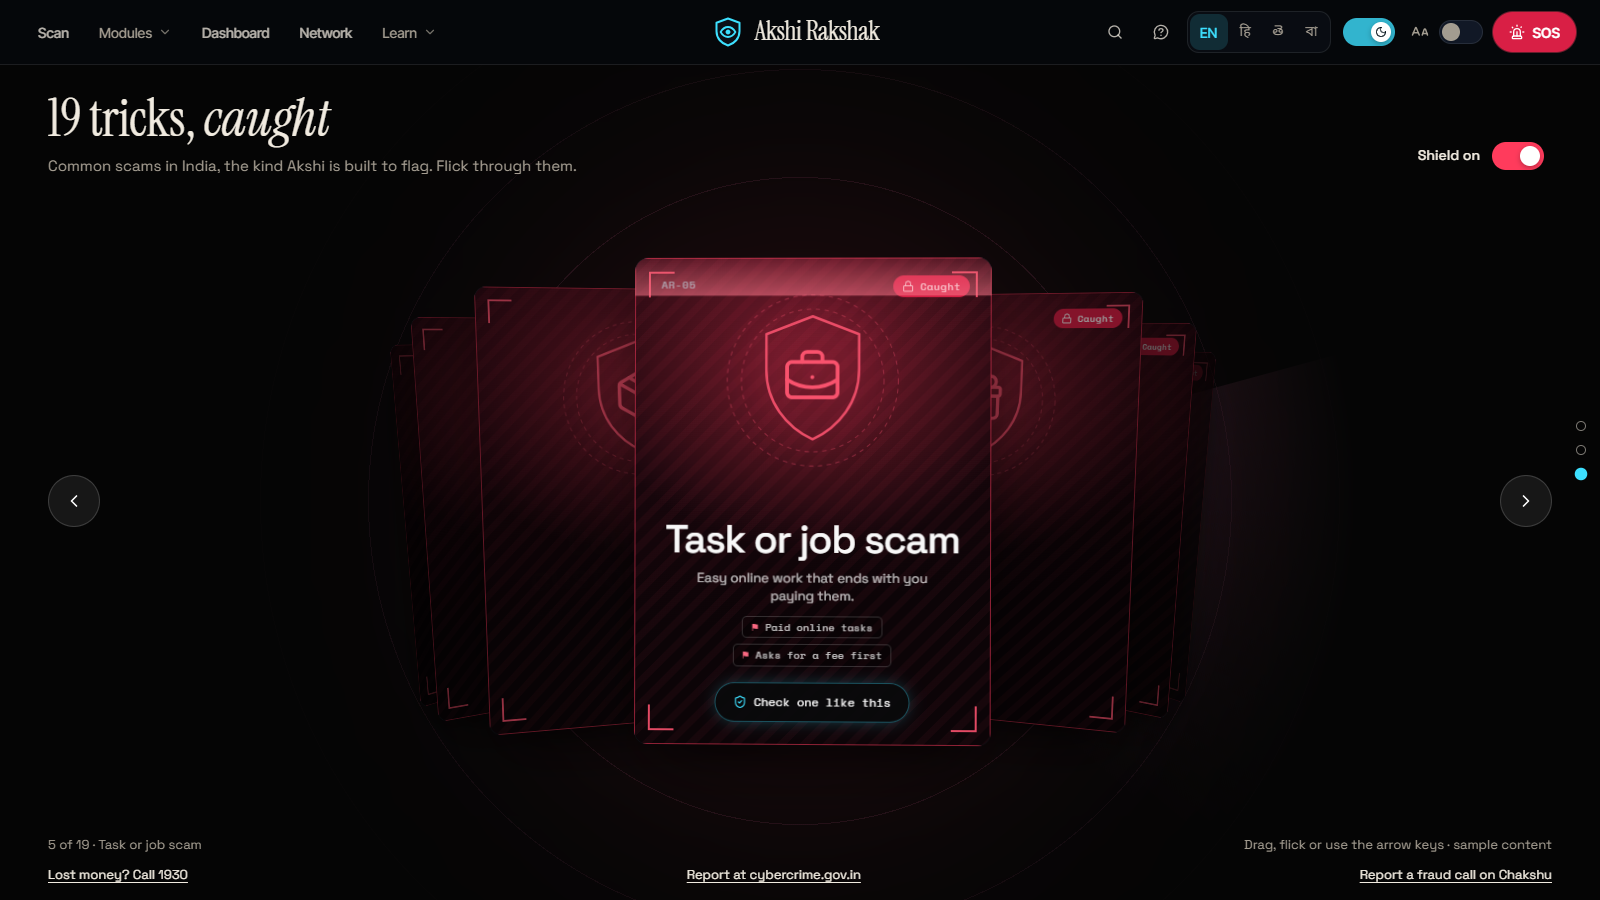 Scan
Modules
Dashboard
Network
Learn
Akshi Rakshak
EN
हि
తె
বা
AA
SOS
19 tricks, caught
Common scams in India, the kind Akshi is built to flag. Flick through them.
Shield on
AR-05
Caught
Caught
Caught
Task or job scam
Easy online work that ends with you
paying them.
Paid online tasks
Asks for a fee first
Check one like this
5 of 19 · Task or job scam
Drag, flick or use the arrow keys · sample content
Lost money? Call 1930
Report at cybercrime.gov.in
Report a fraud call on Chakshu